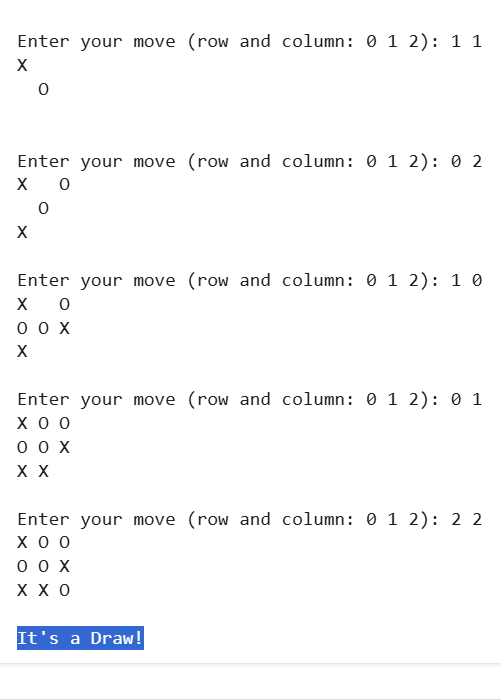 Enter your move (row and column: 0 1 2): 1 1
X
  O
Enter your move (row and column: 0 1 2): 0 2
X   O
  O
X
Enter your move (row and column: 0 1 2): 1 0
X   O
O O X
X
Enter your move (row and column: 0 1 2): 0 1
X O O
O O X
X X
Enter your move (row and column: 0 1 2): 2 2
X O O
O O X
X X O
It's a Draw!